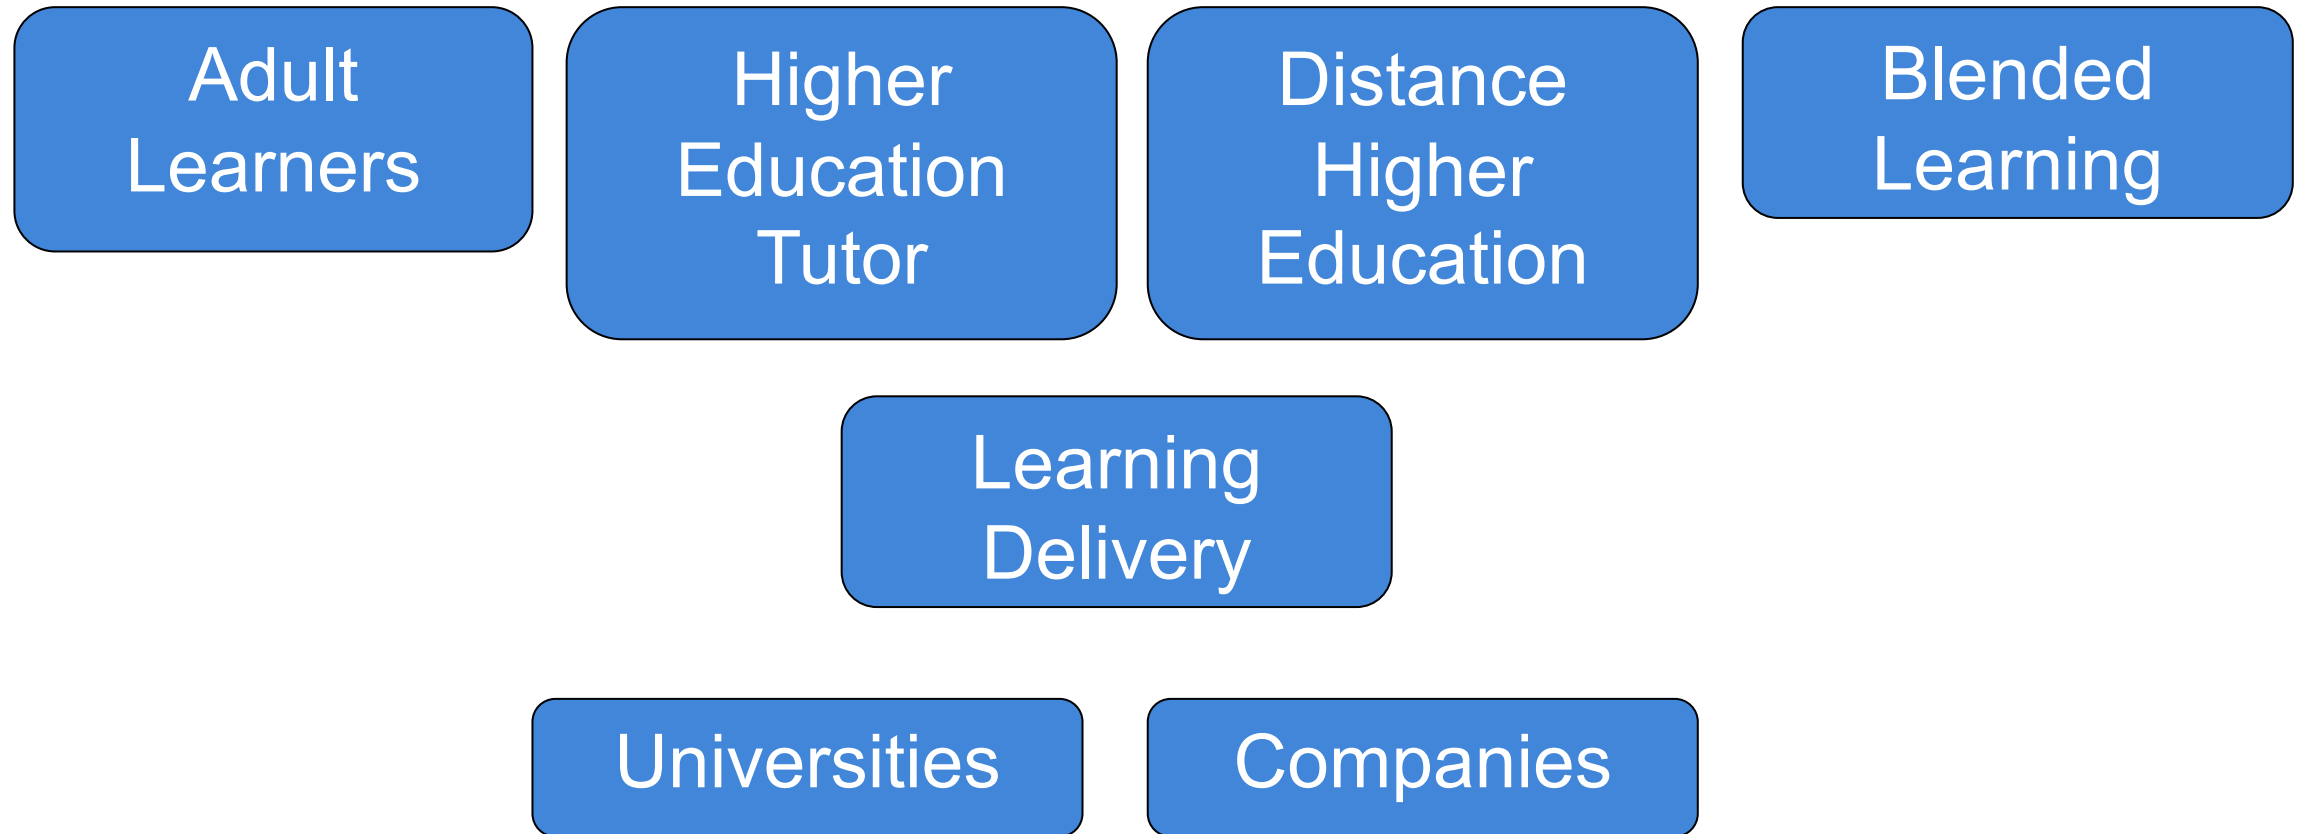 Adult
Learners
Higher
Education
Tutor
Distance
Higher
Education
Blended
Learning
Learning
Delivery
Universities
Companies